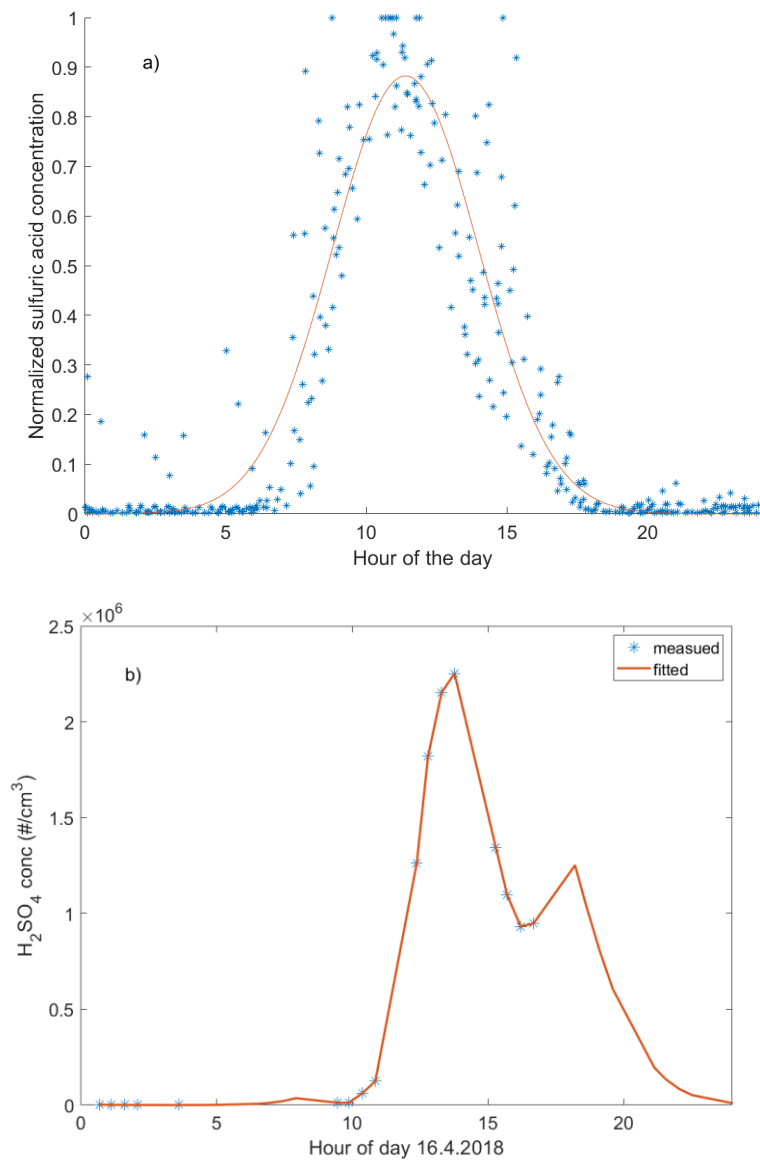 a)
Normalized sulfuric acid concentration
1
0.9
0.8
0.7
0.6
0.5
0.4
0.3
0.2
0.1
0
0 5 10 15 20
Hour of the day
×10⁶
b)
measued
fitted
H₂SO₄ conc (#/cm³)
2.5
2
1.5
1
0.5
0
0 5 10 15 20
Hour of day 16.4.2018